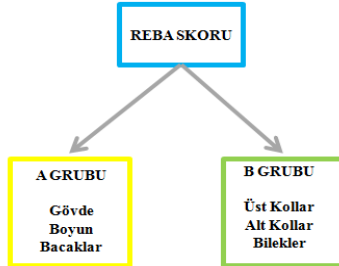 REBA SKORU
A GRUBU
Gövde
Boyun
Bacaklar
B GRUBU
Üst Kollar
Alt Kollar
Bilekler